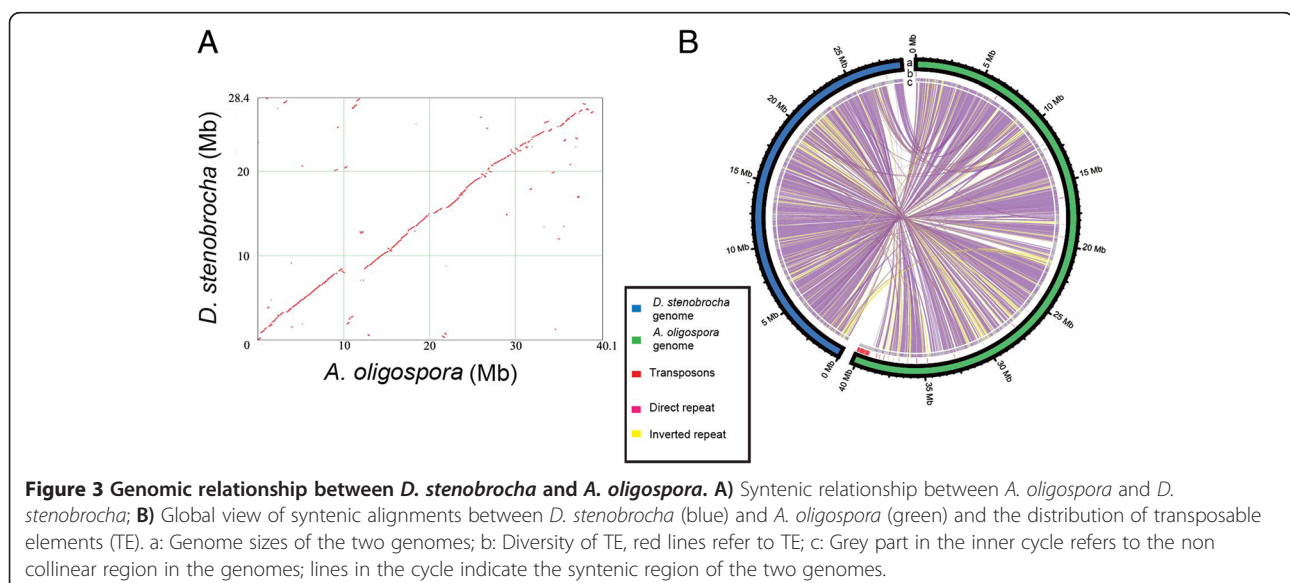 A
28.4
20
10
0
10
20
30
40.1
D. stenobrocha (Mb)
A. oligospora (Mb)
B
a
b
c
0 Mb
5 Mb
10 Mb
15 Mb
20 Mb
25 Mb
30 Mb
35 Mb
40 Mb
0 Mb
5 Mb
10 Mb
15 Mb
20 Mb
25 Mb
D. stenobrocha
genome
A. oligospora
genome
Transposons
Direct repeat
Inverted repeat
Figure 3 Genomic relationship between D. stenobrocha and A. oligospora. A) Syntenic relationship between A. oligospora and D.
stenobrocha; B) Global view of syntenic alignments between D. stenobrocha (blue) and A. oligospora (green) and the distribution of transposable
elements (TE). a: Genome sizes of the two genomes; b: Diversity of TE, red lines refer to TE; c: Grey part in the inner cycle refers to the non
collinear region in the genomes; lines in the cycle indicate the syntenic region of the two genomes.